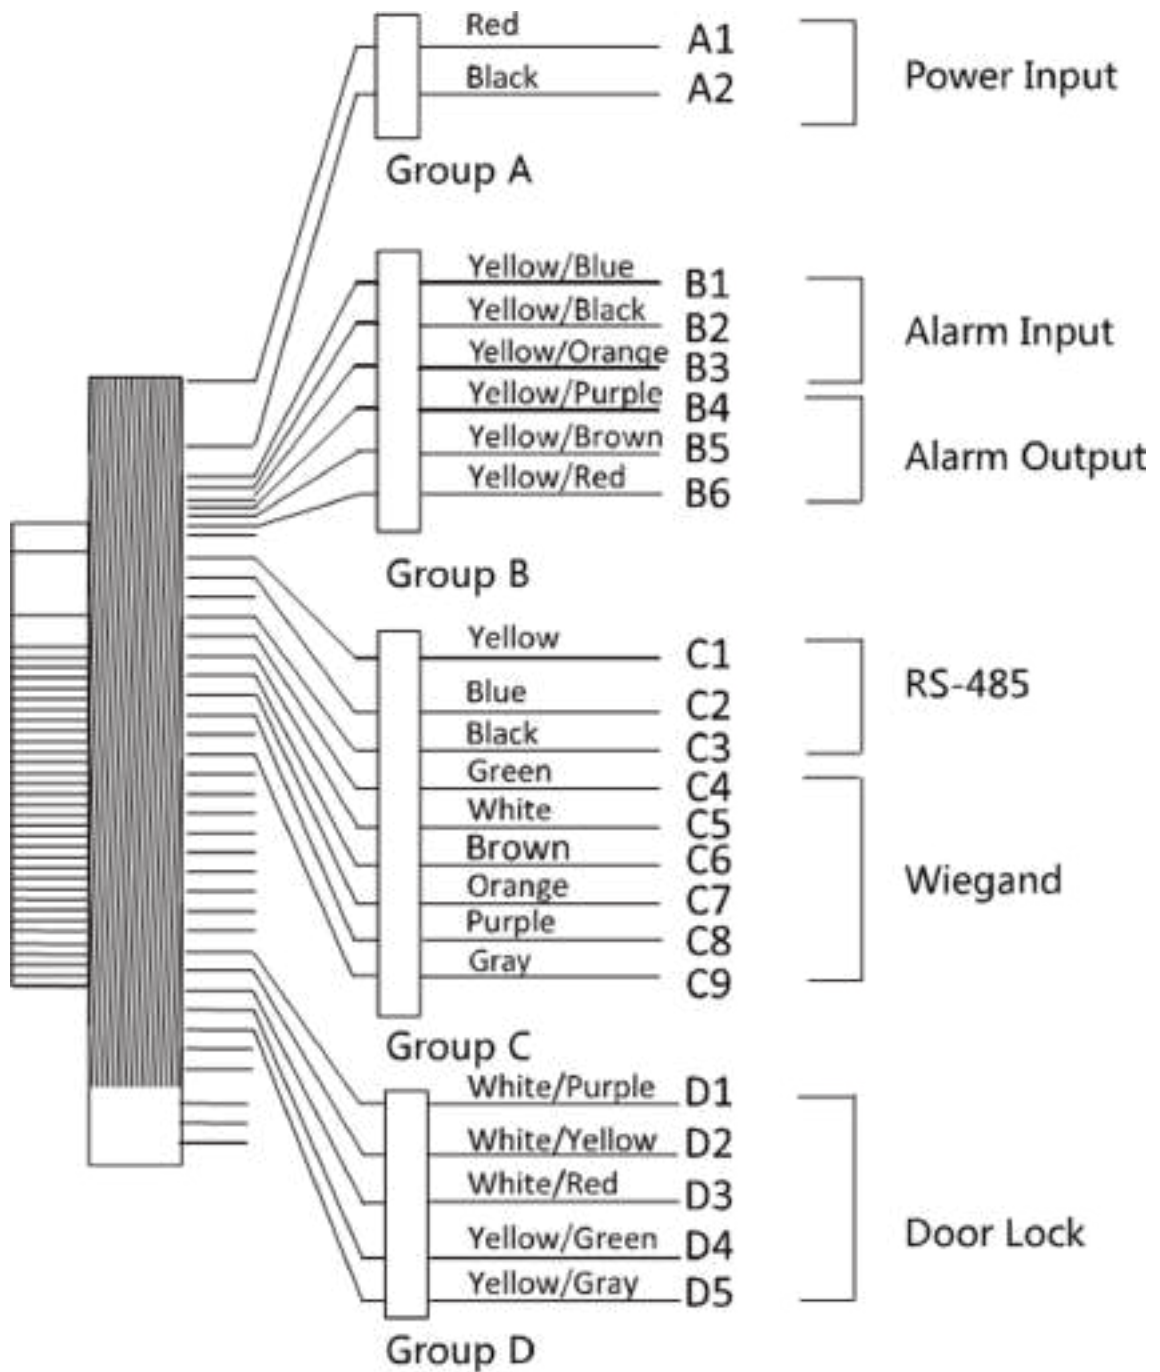 Red A1
Black A2
Power Input
Group A
Yellow/Blue B1
Yellow/Black B2
Yellow/Orange B3
Alarm Input
Yellow/Purple B4
Yellow/Brown B5
Yellow/Red B6
Alarm Output
Group B
Yellow C1
Blue C2
Black C3
RS-485
Green C4
White C5
Brown C6
Orange C7
Purple C8
Gray C9
Wiegand
Group C
White/Purple D1
White/Yellow D2
White/Red D3
Yellow/Green D4
Yellow/Gray D5
Door Lock
Group D